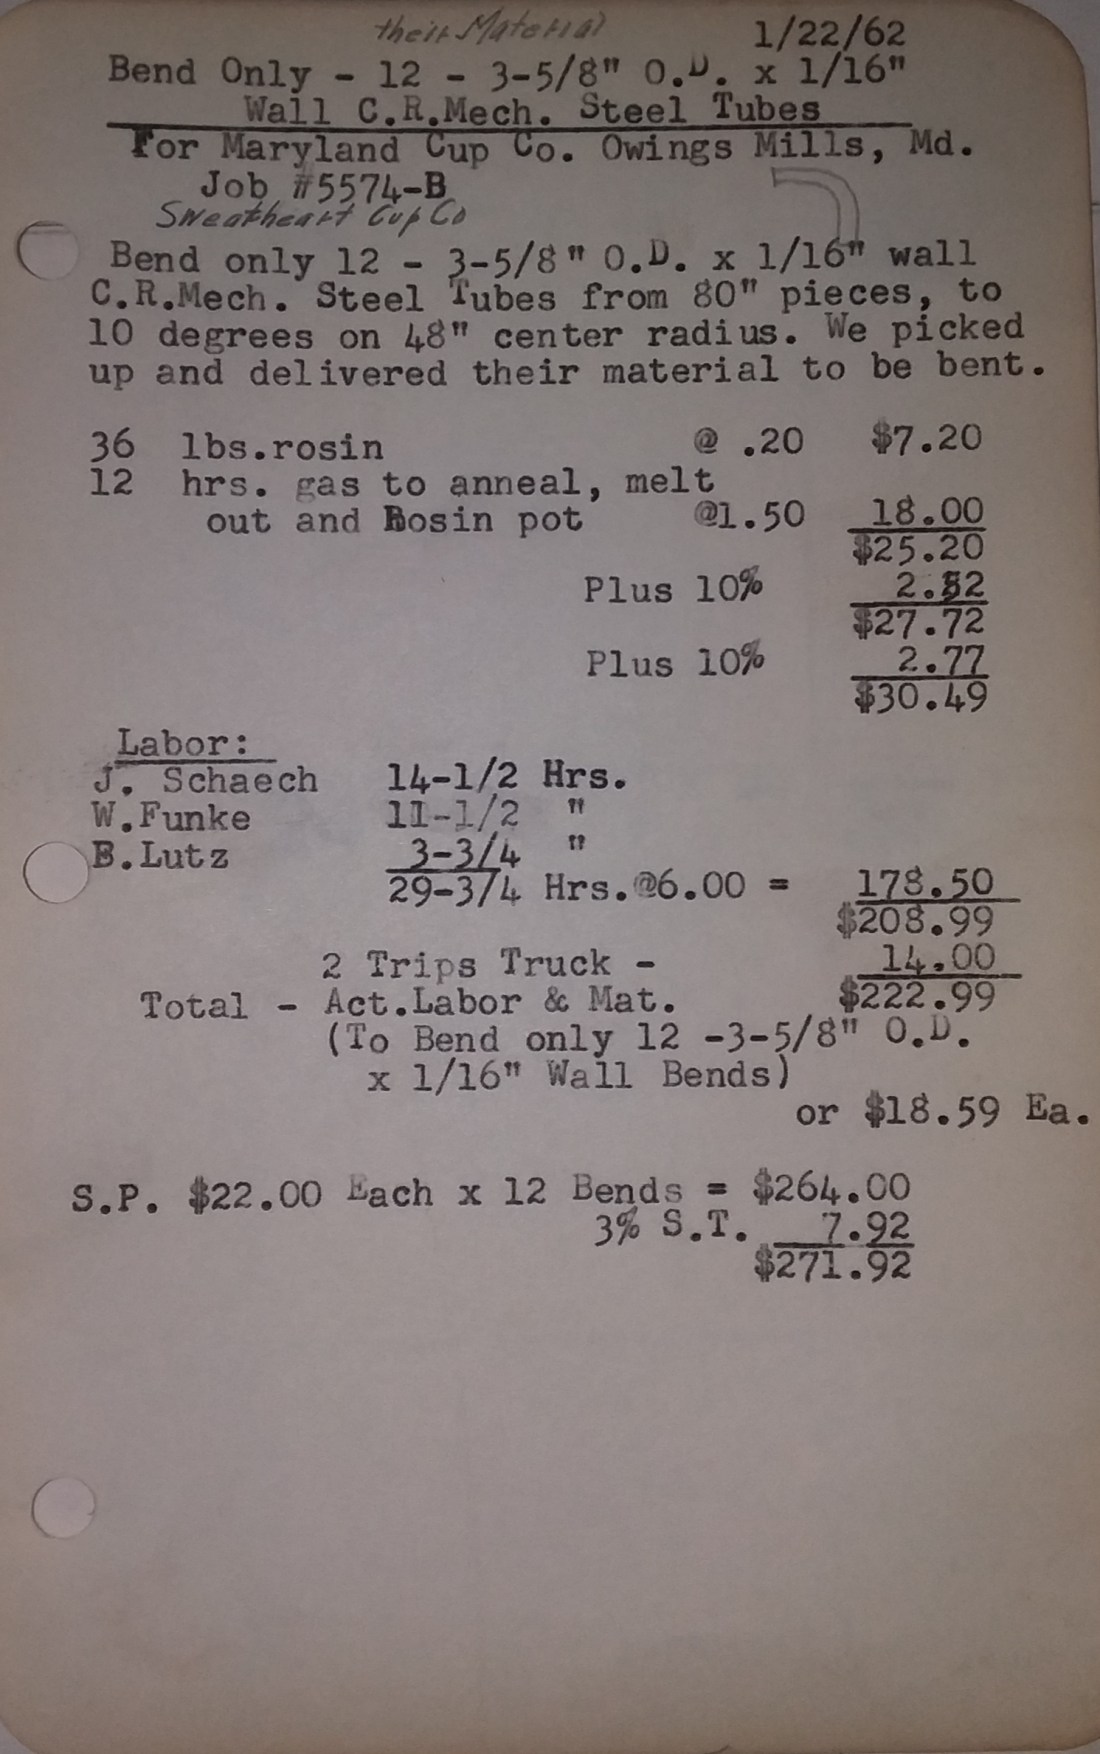 their Material
1/22/62
Bend Only - 12 - 3-5/8" O.D. x 1/16"
Wall C.R.Mech. Steel Tubes
For Maryland Cup Co. Owings Mills, Md.
Job #5574-B
Sweatheart Cup Co
Bend only 12 - 3-5/8" O.D. x 1/16" wall
C.R.Mech. Steel Tubes from 80" pieces, to
10 degrees on 48" center radius. We picked
up and delivered their material to be bent.
36 lbs.rosin @ .20 $7.20
12 hrs. gas to anneal, melt
out and Rosin pot @1.50 18.00
$25.20
Plus 10% 2.52
$27.72
Plus 10% 2.77
$30.49
Labor:
J. Schaech 14-1/2 Hrs.
W.Funke 11-1/2 "
B.Lutz 3-3/4 "
29-3/4 Hrs.@6.00 = 178.50
$208.99
2 Trips Truck - 14.00
Total - Act.Labor & Mat. $222.99
(To Bend only 12 -3-5/8" O.D.
x 1/16" Wall Bends)
or $18.59 Ea.
S.P. $22.00 Each x 12 Bends = $264.00
3% S.T. 7.92
$271.92